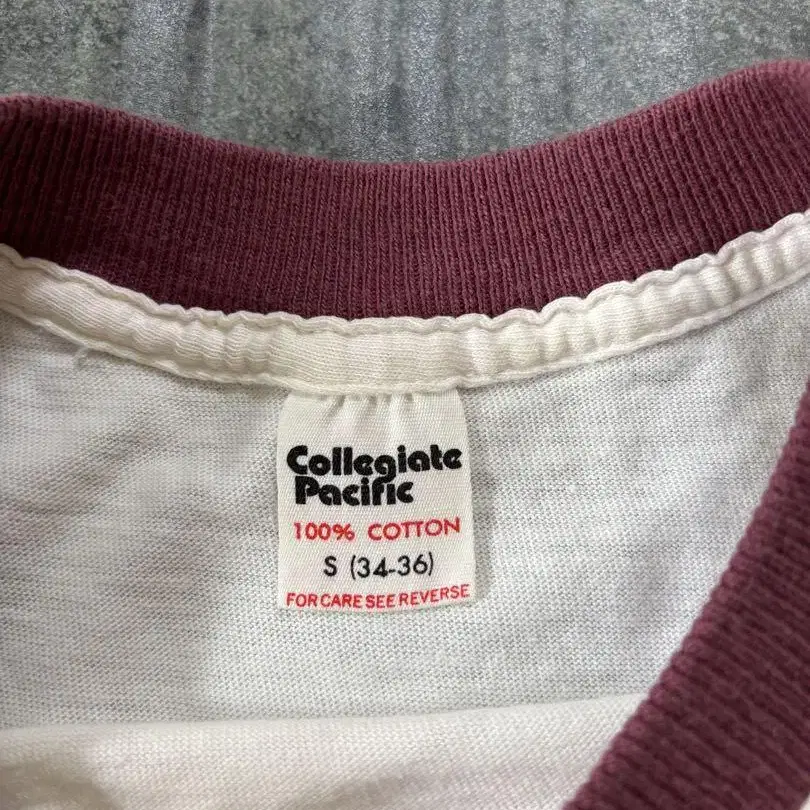 Collegiate
Pacific
100% COTTON
S (34-36)
FOR CARE SEE REVERSE